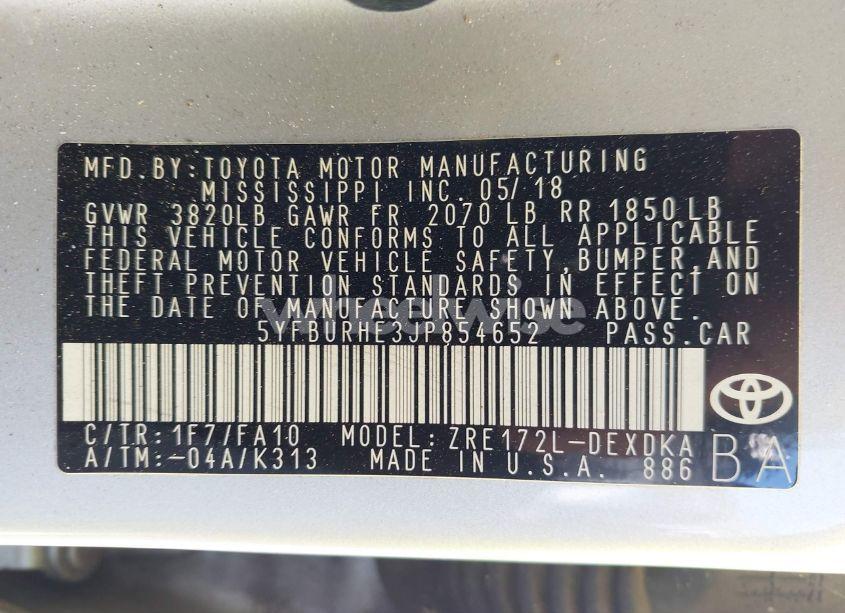 MFD.BY:TOYOTA MOTOR MANUFACTURING
MISSISSIPPI INC. 05/18
GVWR 3820LB GAWR FR 2070 LB RR 1850 LB
THIS VEHICLE CONFORMS TO ALL APPLICABLE
FEDERAL MOTOR VEHICLE SAFETY, BUMPER, AND
THEFT PREVENTION STANDARDS IN EFFECT ON
THE DATE OF MANUFACTURE SHOWN ABOVE.
wheelwise
5YFBURHE3JP854652 PASS.CAR
C/TR:1F7/FA10 MODEL: ZRE172L-DEXDKA
A/TM:-04A/K313 MADE IN U.S.A. 886
BA